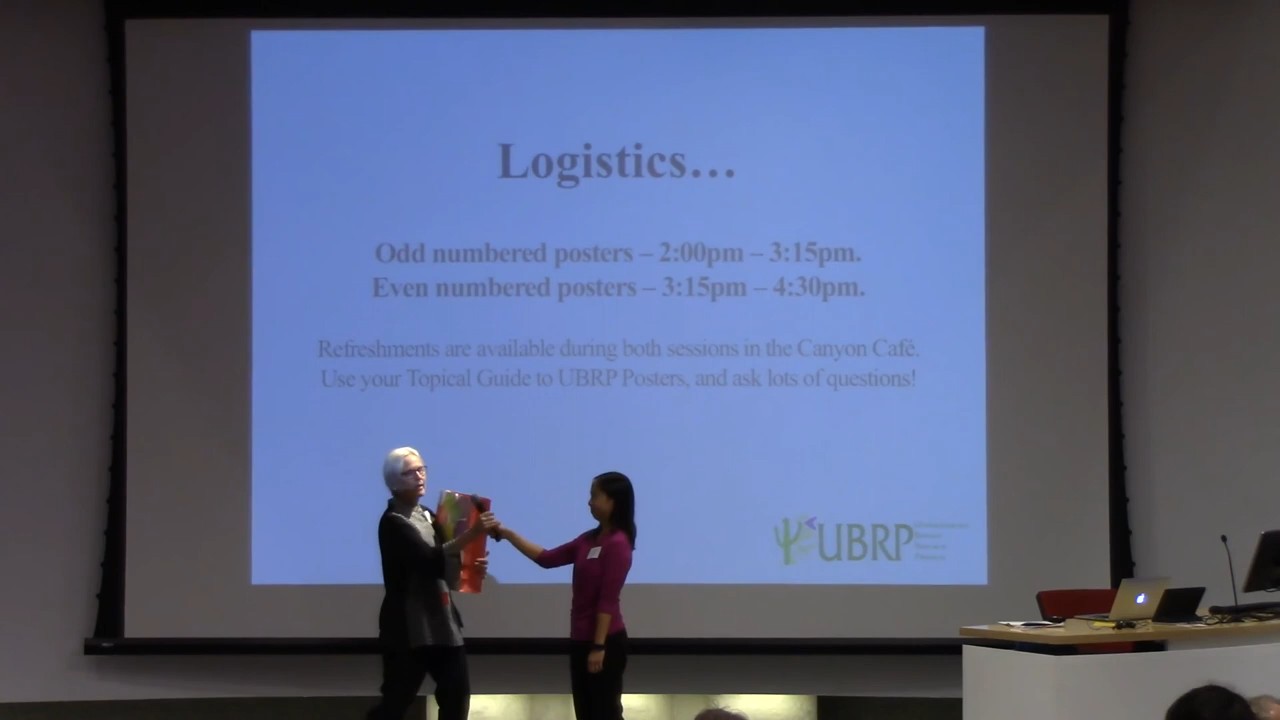 Logistics…
Odd numbered posters – 2:00pm – 3:15pm.
Even numbered posters – 3:15pm – 4:30pm.
Refreshments are available during both sessions in the Canyon Café.
Use your Topical Guide to UBRP Posters, and ask lots of questions!
UBRP